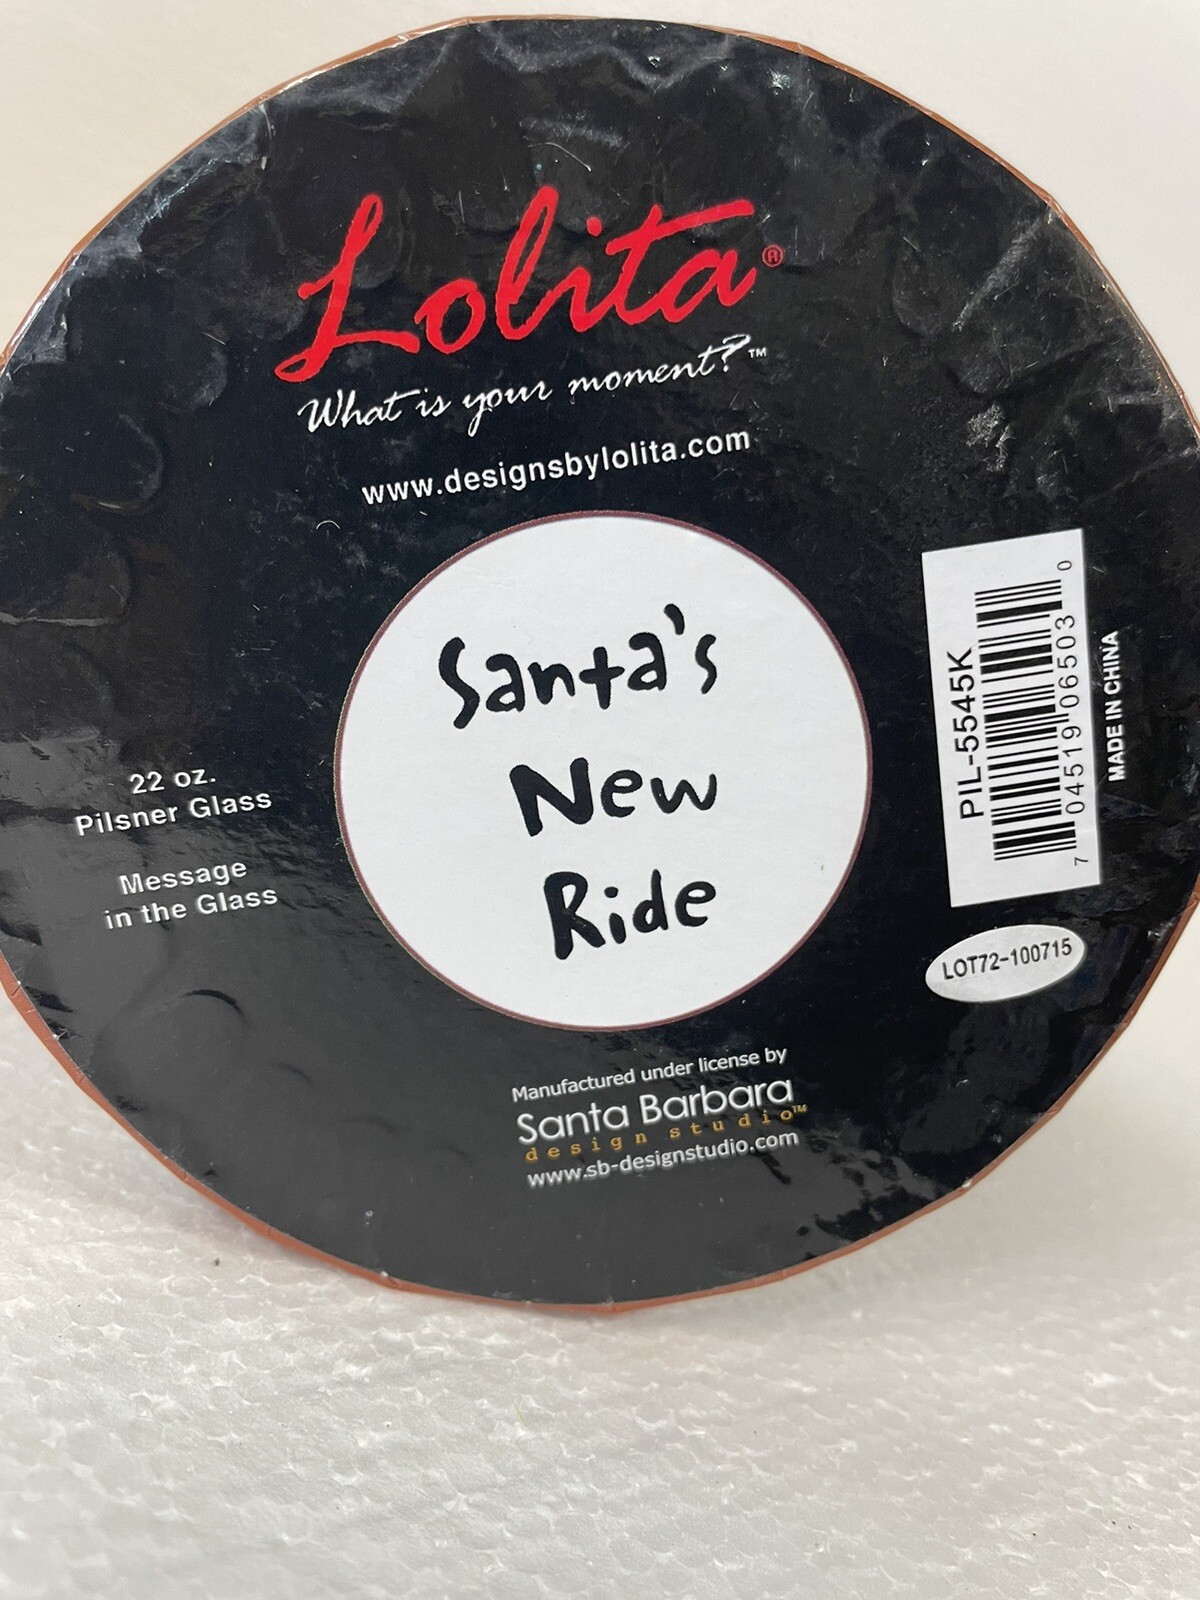 Lolita®
What is your moment?™
www.designsbylolita.com
Santa's
New
Ride
22 oz.
Pilsner Glass
Message
in the Glass
PIL-5545K
7 04519 06503 0
MADE IN CHINA
LOT72-100715
Manufactured under license by
Santa Barbara
design studio™
www.sb-designstudio.com